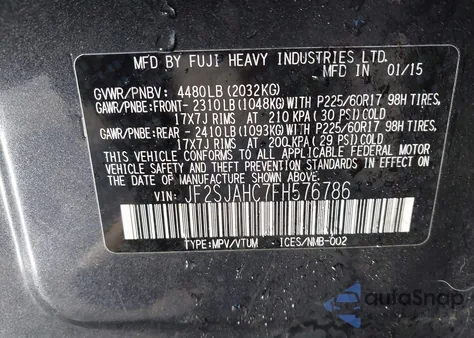 MFD BY FUJI HEAVY INDUSTRIES LTD.
MFD IN 01/15
GVWR/PNBV: 4480LB(2032KG)
GAWR/PNBE:FRONT- 2310LB(1048KG)WITH P225/60R17 98H TIRES,
17X7J RIMS AT 210 KPA(30 PSI)COLD
GAWR/PNBE:REAR -2410LB(1093KG)WITH P225/60R17 98H TIRES,
17X7J RIMS AT 200 KPA(29 PSI)COLD
THIS VEHICLE CONFORMS TO ALL APPLICABLE FEDERAL MOTOR
VEHICLE SAFETY AND THEFT PREVENTION STANDARDS IN EFFECT
ON THE DATE OF MANUFACTURE SHOWN ABOVE.
VIN: JF2SJAHC7FH576786
TYPE:MPV/VTUM ICES/NMB-002
autoSnap